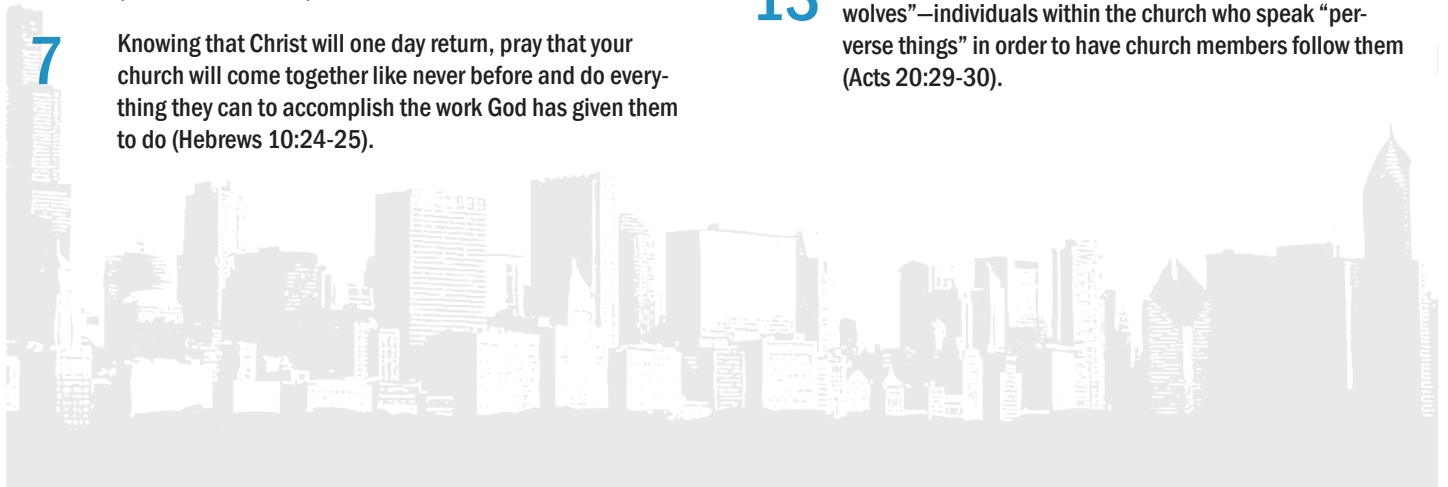 7
Knowing that Christ will one day return, pray that your
church will come together like never before and do every-
thing they can to accomplish the work God has given them
to do (Hebrews 10:24-25).
13
wolves”—individuals within the church who speak “per-
verse things” in order to have church members follow them
(Acts 20:29-30).